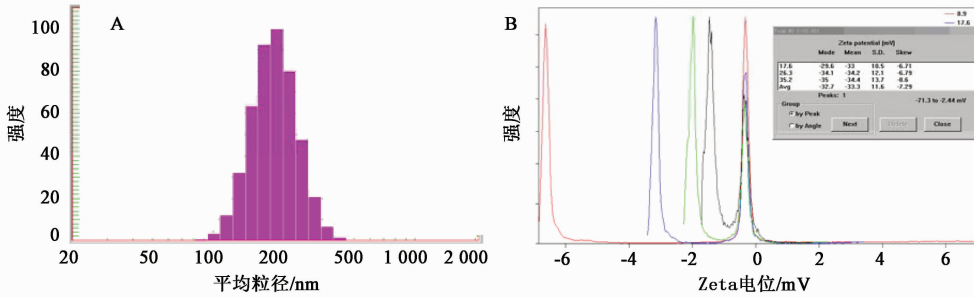 A
100
80
60
40
20
0
强度
20 50 100 200 500 1 000 2 000
平均粒径/nm
B
8.9
17.6
Zeta potential (mV)
Mode Mean S.D. Skew
17.6 -29.6 -33 10.5 -6.71
26.3 -34.1 -34.2 12.1 -6.79
35.2 -35 -34.4 13.7 -8.6
Avg -32.7 -33.3 11.6 -7.29
Peaks: 1
-71.3 to -2.44 mV
Group
by Peak
by Angle
Next
Close
强度
-6 -4 -2 0 2 4 6
Zeta电位/mV